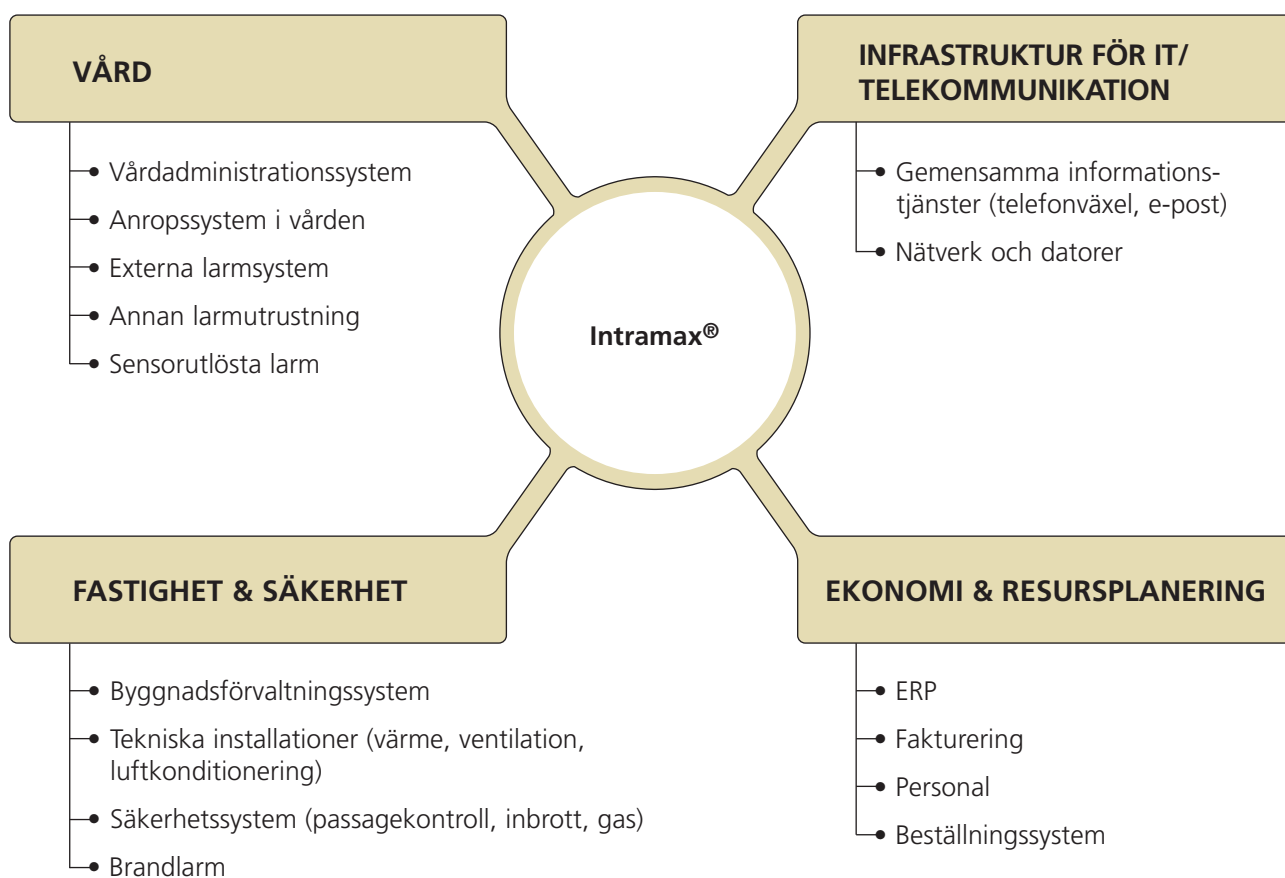 VÅRD
Vårdadministrationssystem
Anropssystem i vården
Externa larmsystem
Annan larmutrustning
Sensorutlösta larm
INFRASTRUKTUR FÖR IT/
TELEKOMMUNIKATION
Gemensamma informations-
tjänster (telefonväxel, e-post)
Nätverk och datorer
Intramax®
FASTIGHET & SÄKERHET
Byggnadsförvaltningssystem
Tekniska installationer (värme, ventilation,
luftkonditionering)
Säkerhetssystem (passagekontroll, inbrott, gas)
Brandlarm
EKONOMI & RESURSPLANERING
ERP
Fakturering
Personal
Beställningssystem